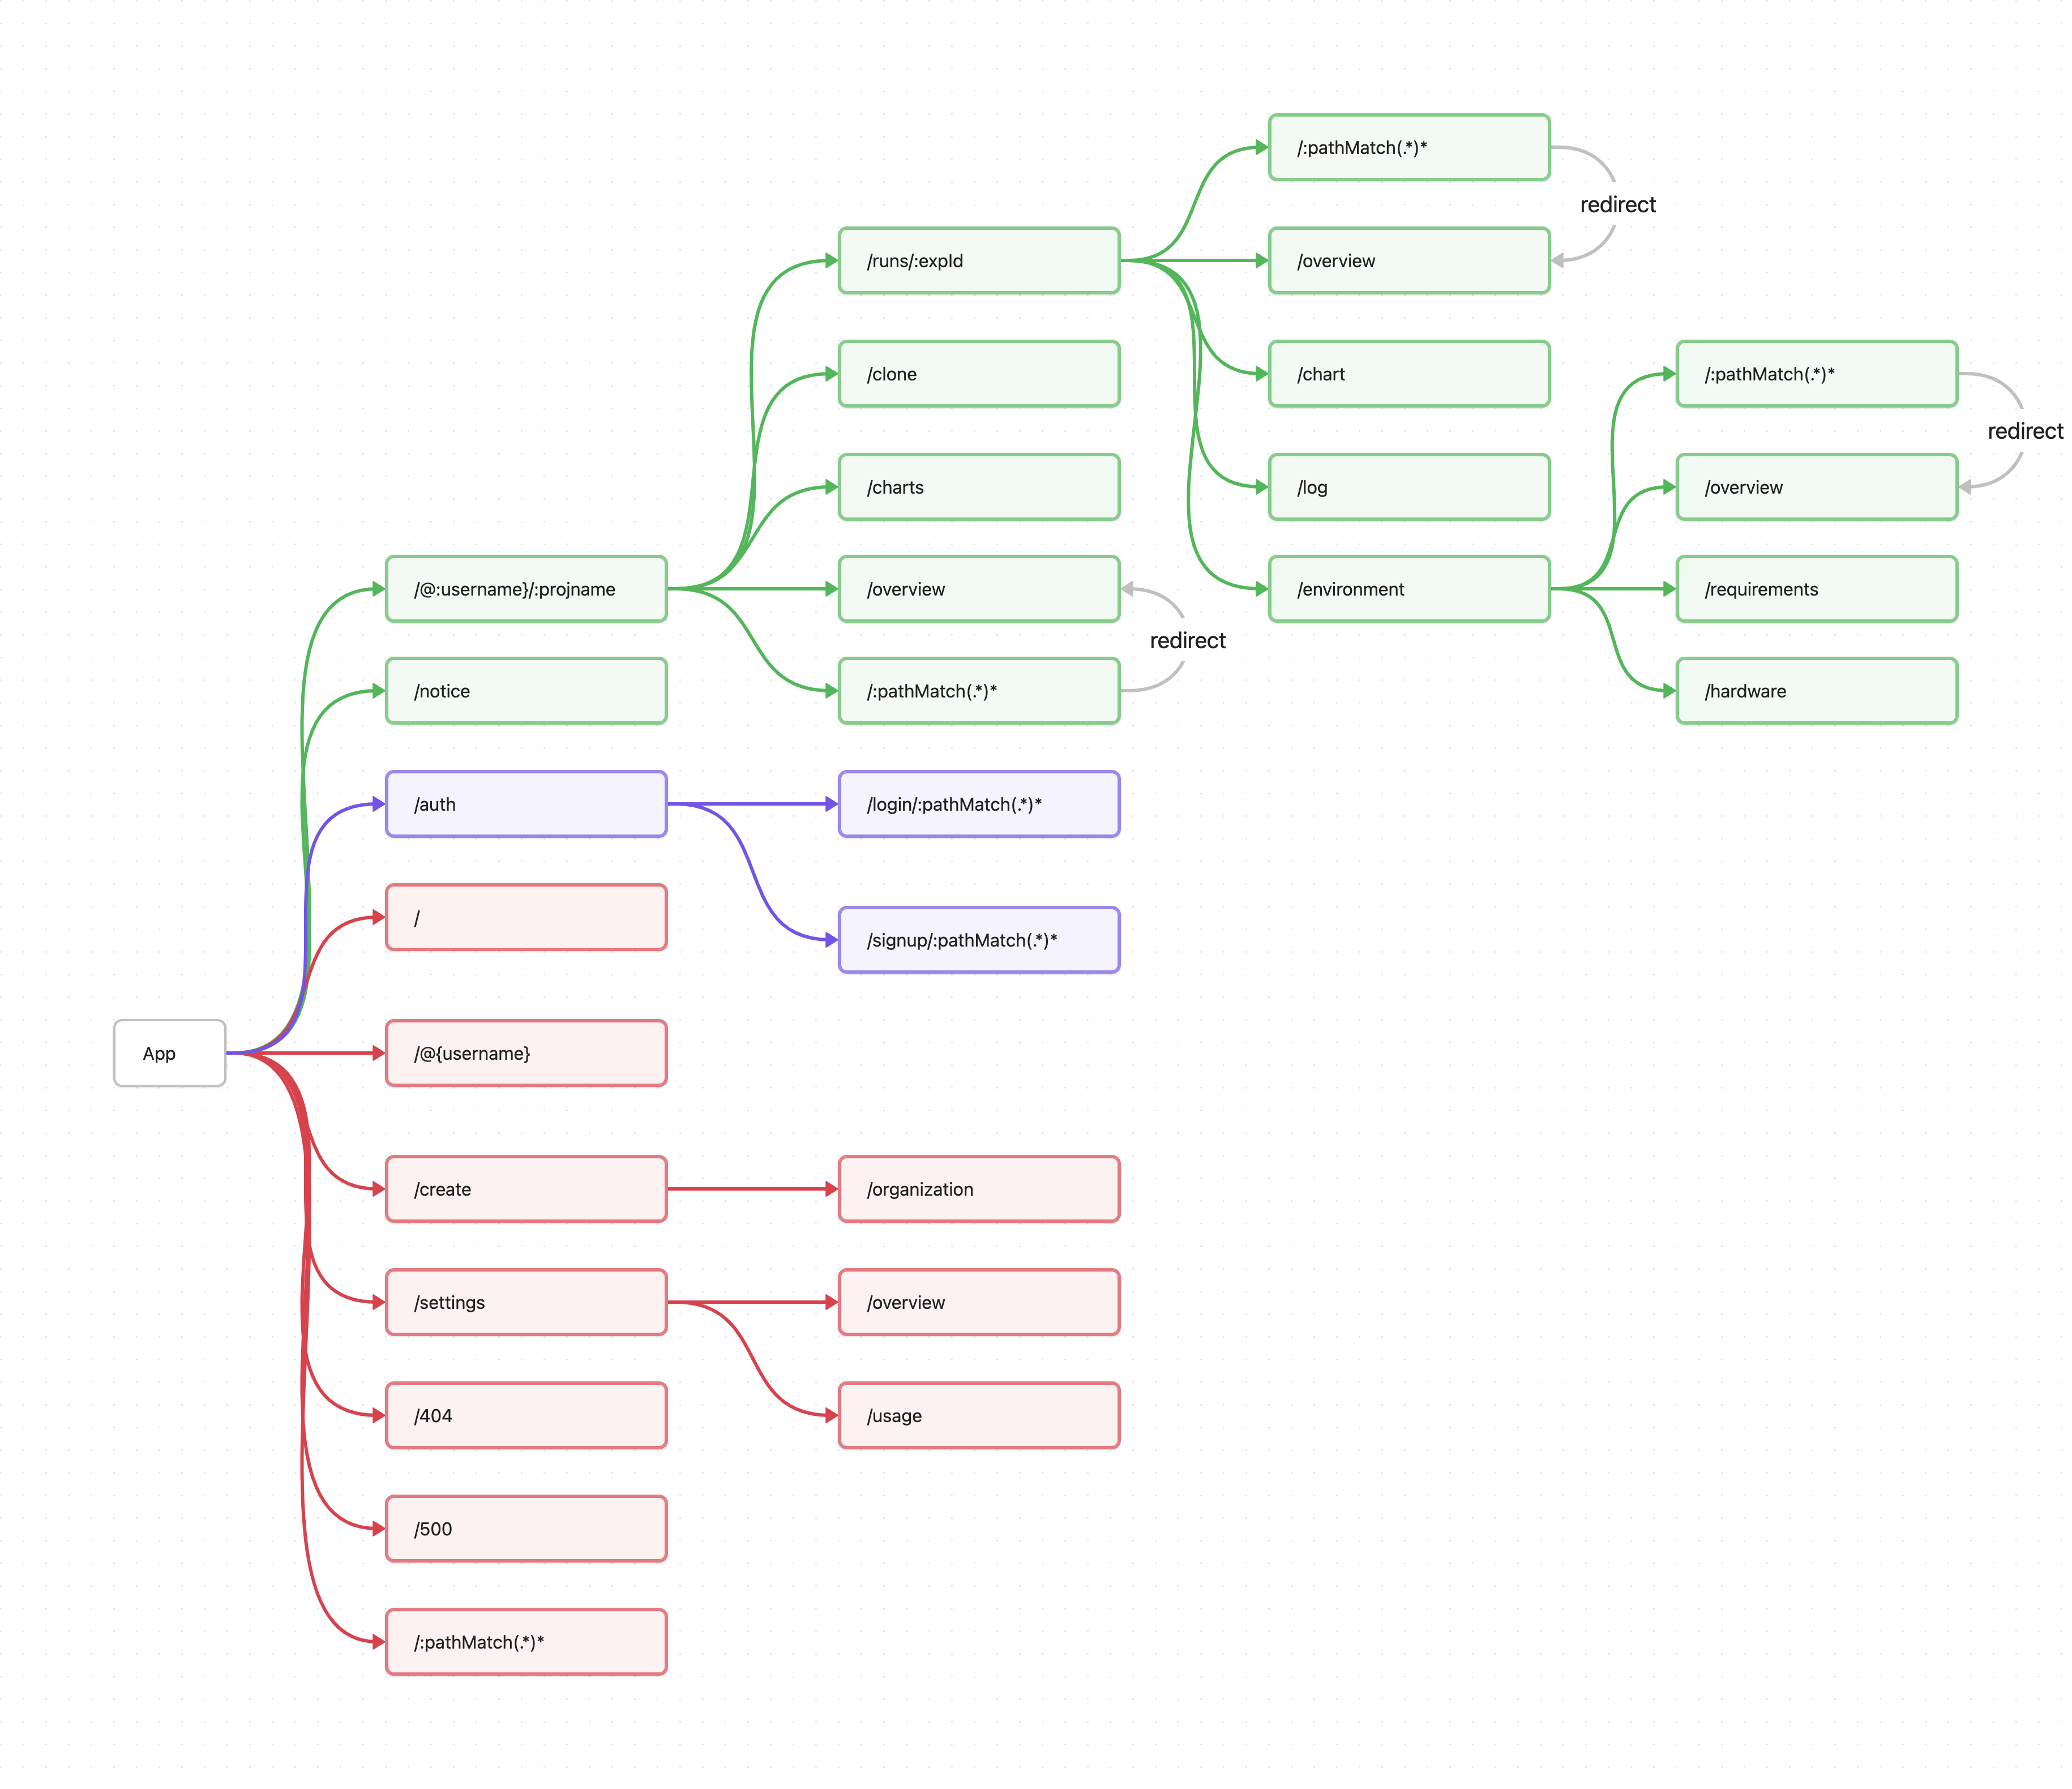 /:pathMatch(.*)*
redirect
/runs/:expId
/overview
/clone
/chart
/:pathMatch(.*)*
redirect
/charts
/log
/overview
/@:username}/:projname
/overview
/environment
/requirements
redirect
/notice
/:pathMatch(.*)*
/hardware
/auth
/login/:pathMatch(.*)*
/
/signup/:pathMatch(.*)*
App
/@{username}
/create
/organization
/settings
/overview
/404
/usage
/500
/:pathMatch(.*)*